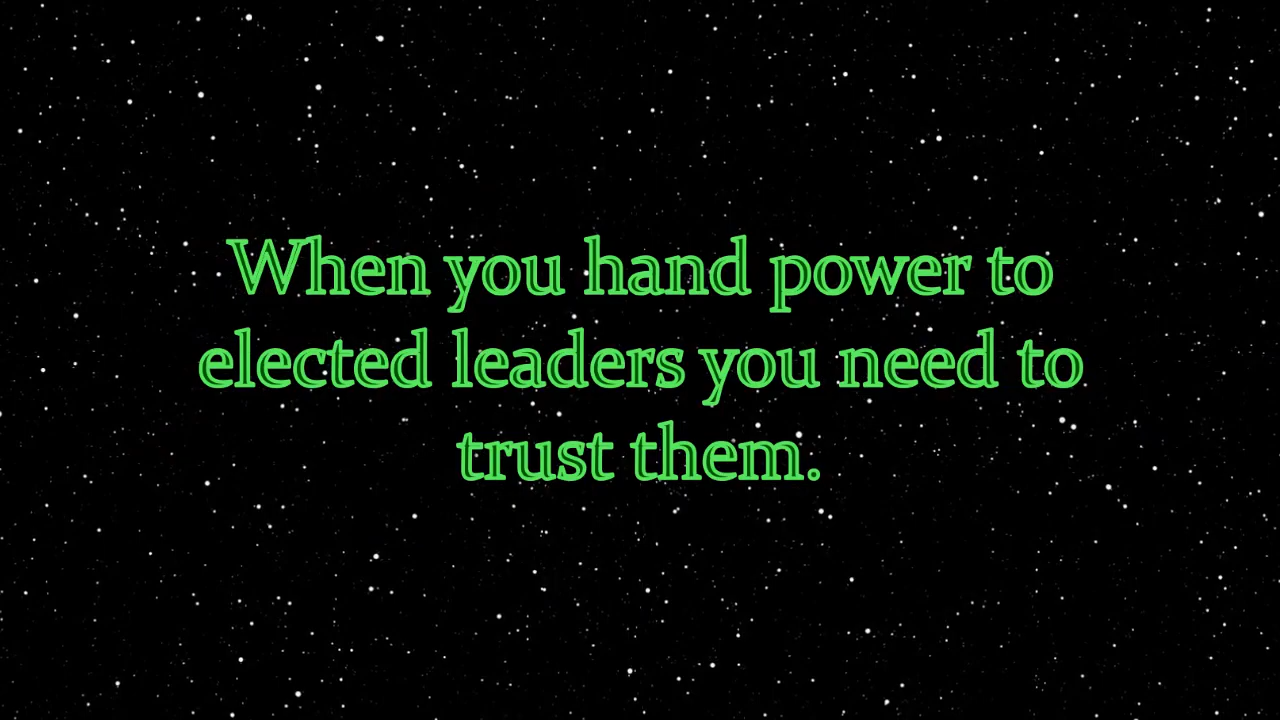 When you hand power to
elected leaders you need to
trust them.